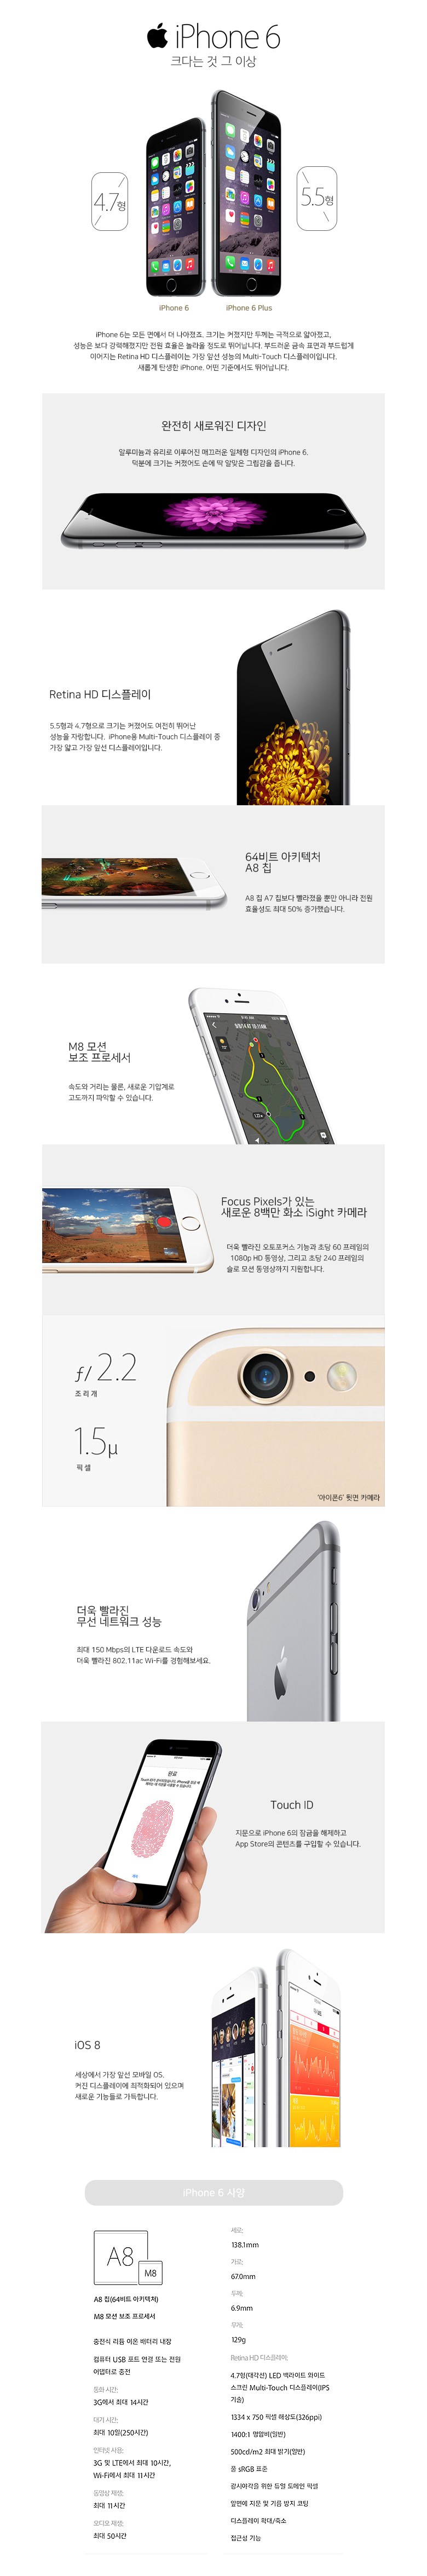 iPhone 6
크다는 것 그 이상
4.7형
5.5형
iPhone 6
iPhone 6 Plus
iPhone 6는 모든 면에서 더 나아졌죠. 크기는 커졌지만 두께는 극적으로 얇아졌고,
성능은 보다 강력해졌지만 전원 효율은 놀라울 정도로 뛰어납니다. 부드러운 금속 표면과 부드럽게
이어지는 Retina HD 디스플레이는 가장 앞선 성능의 Multi-Touch 디스플레이입니다.
새롭게 탄생한 iPhone, 어떤 기준에서도 뛰어납니다.
완전히 새로워진 디자인
알루미늄과 유리로 이루어진 매끄러운 일체형 디자인의 iPhone 6.
덕분에 크기는 커졌어도 손에 딱 알맞은 그립감을 줍니다.
Retina HD 디스플레이
5.5형과 4.7형으로 크기는 커졌어도 여전히 뛰어난
성능을 자랑합니다. iPhone용 Multi-Touch 디스플레이 중
가장 얇고 가장 앞선 디스플레이입니다.
64비트 아키텍처
A8 칩
A8 칩 A7 칩보다 빨라졌을 뿐만 아니라 전원
효율성도 최대 50% 증가했습니다.
M8 모션
보조 프로세서
속도와 거리는 물론, 새로운 기압계로
고도까지 파악할 수 있습니다.
Focus Pixels가 있는
새로운 8백만 화소 iSight 카메라
더욱 빨라진 오토포커스 기능과 초당 60 프레임의
1080p HD 동영상, 그리고 초당 240 프레임의
슬로 모션 동영상까지 지원합니다.
ƒ/2.2
조리개
1.5µ
픽셀
'아이폰6' 뒷면 카메라
더욱 빨라진
무선 네트워크 성능
최대 150 Mbps의 LTE 다운로드 속도와
더욱 빨라진 802.11ac Wi-Fi를 경험해보세요.
완료
Touch ID
지문으로 iPhone 6의 잠금을 해제하고
App Store의 콘텐츠를 구입할 수 있습니다.
iOS 8
세상에서 가장 앞선 모바일 OS.
커진 디스플레이에 최적화되어 있으며
새로운 기능들로 가득합니다.
iPhone 6 사양
A8
M8
A8 칩(64비트 아키텍처)
M8 모션 보조 프로세서
충전식 리튬 이온 배터리 내장
컴퓨터 USB 포트 연결 또는 전원
어댑터로 충전
통화 시간:
3G에서 최대 14시간
대기 시간:
최대 10일(250시간)
인터넷 사용:
3G 및 LTE에서 최대 10시간,
Wi-Fi에서 최대 11시간
동영상 재생:
최대 11시간
오디오 재생:
최대 50시간
세로:
138.1mm
가로:
67.0mm
두께:
6.9mm
무게:
129g
Retina HD 디스플레이:
4.7형(대각선) LED 백라이트 와이드
스크린 Multi-Touch 디스플레이(IPS
기술)
1334 x 750 픽셀 해상도(326ppi)
1400:1 명암비(일반)
500cd/m2 최대 밝기(일반)
풀 sRGB 표준
광시야각을 위한 듀얼 도메인 픽셀
앞면에 지문 및 기름 방지 코팅
디스플레이 확대/축소
접근성 기능